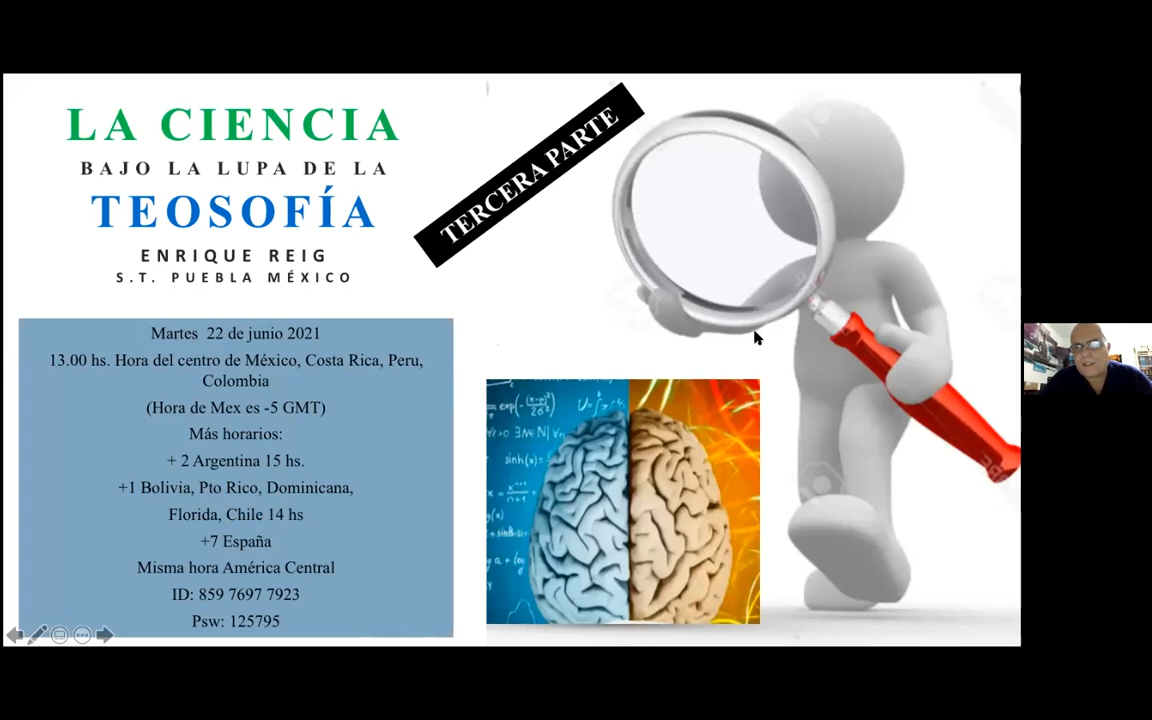 LA CIENCIA
BAJO LA LUPA DE LA
TEOSOFÍA
ENRIQUE REIG
S.T. PUEBLA MÉXICO
TERCERA PARTE
Martes 22 de junio 2021
13.00 hs. Hora del centro de México, Costa Rica, Peru,
Colombia
(Hora de Mex es -5 GMT)
Más horarios:
+ 2 Argentina 15 hs.
+1 Bolivia, Pto Rico, Dominicana,
Florida, Chile 14 hs
+7 España
Misma hora América Central
ID: 859 7697 7923
Psw: 125795
sinh(x)=